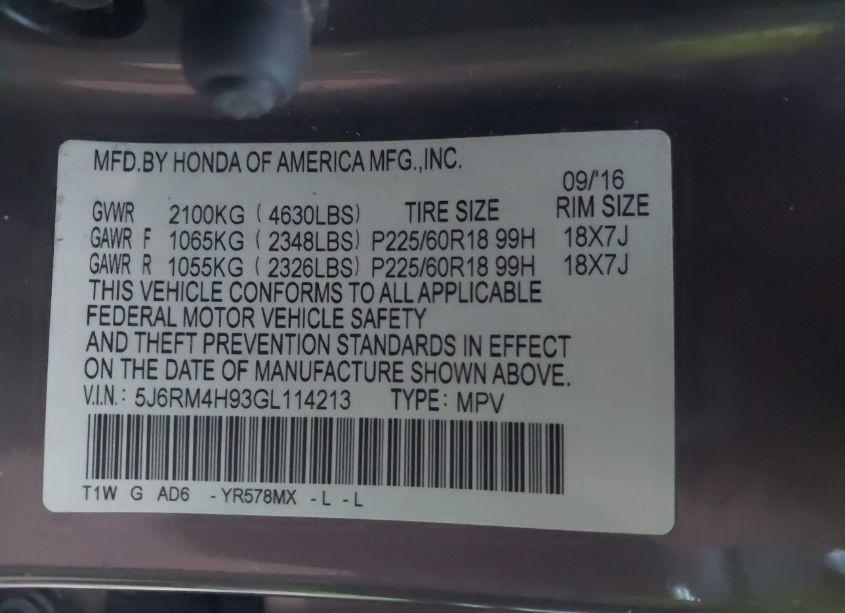 MFD.BY HONDA OF AMERICA MFG.,INC.
09/'16
GVWR 2100KG ( 4630LBS) TIRE SIZE RIM SIZE
GAWR F 1065KG ( 2348LBS) P225/60R18 99H 18X7J
GAWR R 1055KG ( 2326LBS) P225/60R18 99H 18X7J
THIS VEHICLE CONFORMS TO ALL APPLICABLE
FEDERAL MOTOR VEHICLE SAFETY
AND THEFT PREVENTION STANDARDS IN EFFECT
ON THE DATE OF MANUFACTURE SHOWN ABOVE.
V.I.N.: 5J6RM4H93GL114213 TYPE: MPV
T1W G AD6 -YR578MX -L -L